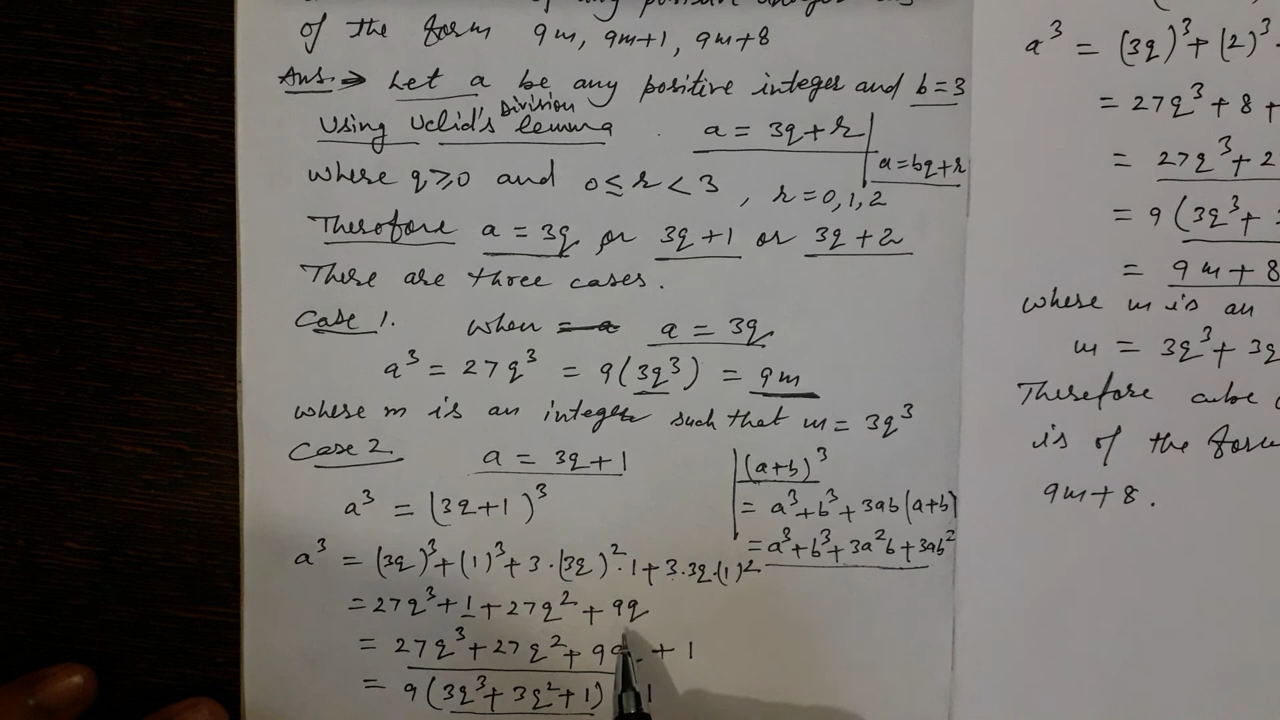 of any positive integer
of the form 9m, 9m+1, 9m+8
Ans. ⇒ Let a be any positive integer and b=3
Using Uclid's Division lemma . a = 3q+r
a=bq+r
where q⩾0 and 0≤r<3 , r=0,1,2
Therefore a = 3q or 3q+1 or 3q+2
There are three cases.
Case 1. when a = 3q
a³ = 27q³ = 9(3q³) = 9m
where m is an integer such that m = 3q³
Case 2. a = 3q+1
a³ = (3q+1)³
a³ = (3q)³+(1)³+3·(3q)²·1+3·3q·(1)²
= 27q³+1+27q²+9q
= 27q³+27q²+9q + 1
= 9(3q³+3q²+1) 1
(a+b)³
= a³+b³+3ab(a+b)
= a³+b³+3a²b+3ab²
a³ = (3q)³+(2)³
= 27q³+8+
= 27q³+2
= 9(3q³+
= 9m+8
where m is an
m = 3q³+3q
Therefore cube
is of the form
9m+8.